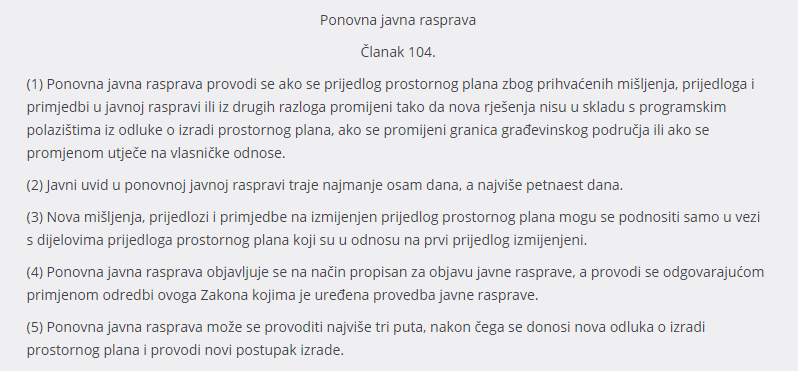 Ponovna javna rasprava
Članak 104.
(1) Ponovna javna rasprava provodi se ako se prijedlog prostornog plana zbog prihvaćenih mišljenja, prijedloga i
primjedbi u javnoj raspravi ili iz drugih razloga promijeni tako da nova rješenja nisu u skladu s programskim
polazištima iz odluke o izradi prostornog plana, ako se promijeni granica građevinskog područja ili ako se
promjenom utječe na vlasničke odnose.
(2) Javni uvid u ponovnoj javnoj raspravi traje najmanje osam dana, a najviše petnaest dana.
(3) Nova mišljenja, prijedlozi i primjedbe na izmijenjen prijedlog prostornog plana mogu se podnositi samo u vezi
s dijelovima prijedloga prostornog plana koji su u odnosu na prvi prijedlog izmijenjeni.
(4) Ponovna javna rasprava objavljuje se na način propisan za objavu javne rasprave, a provodi se odgovarajućom
primjenom odredbi ovoga Zakona kojima je uređena provedba javne rasprave.
(5) Ponovna javna rasprava može se provoditi najviše tri puta, nakon čega se donosi nova odluka o izradi
prostornog plana i provodi novi postupak izrade.